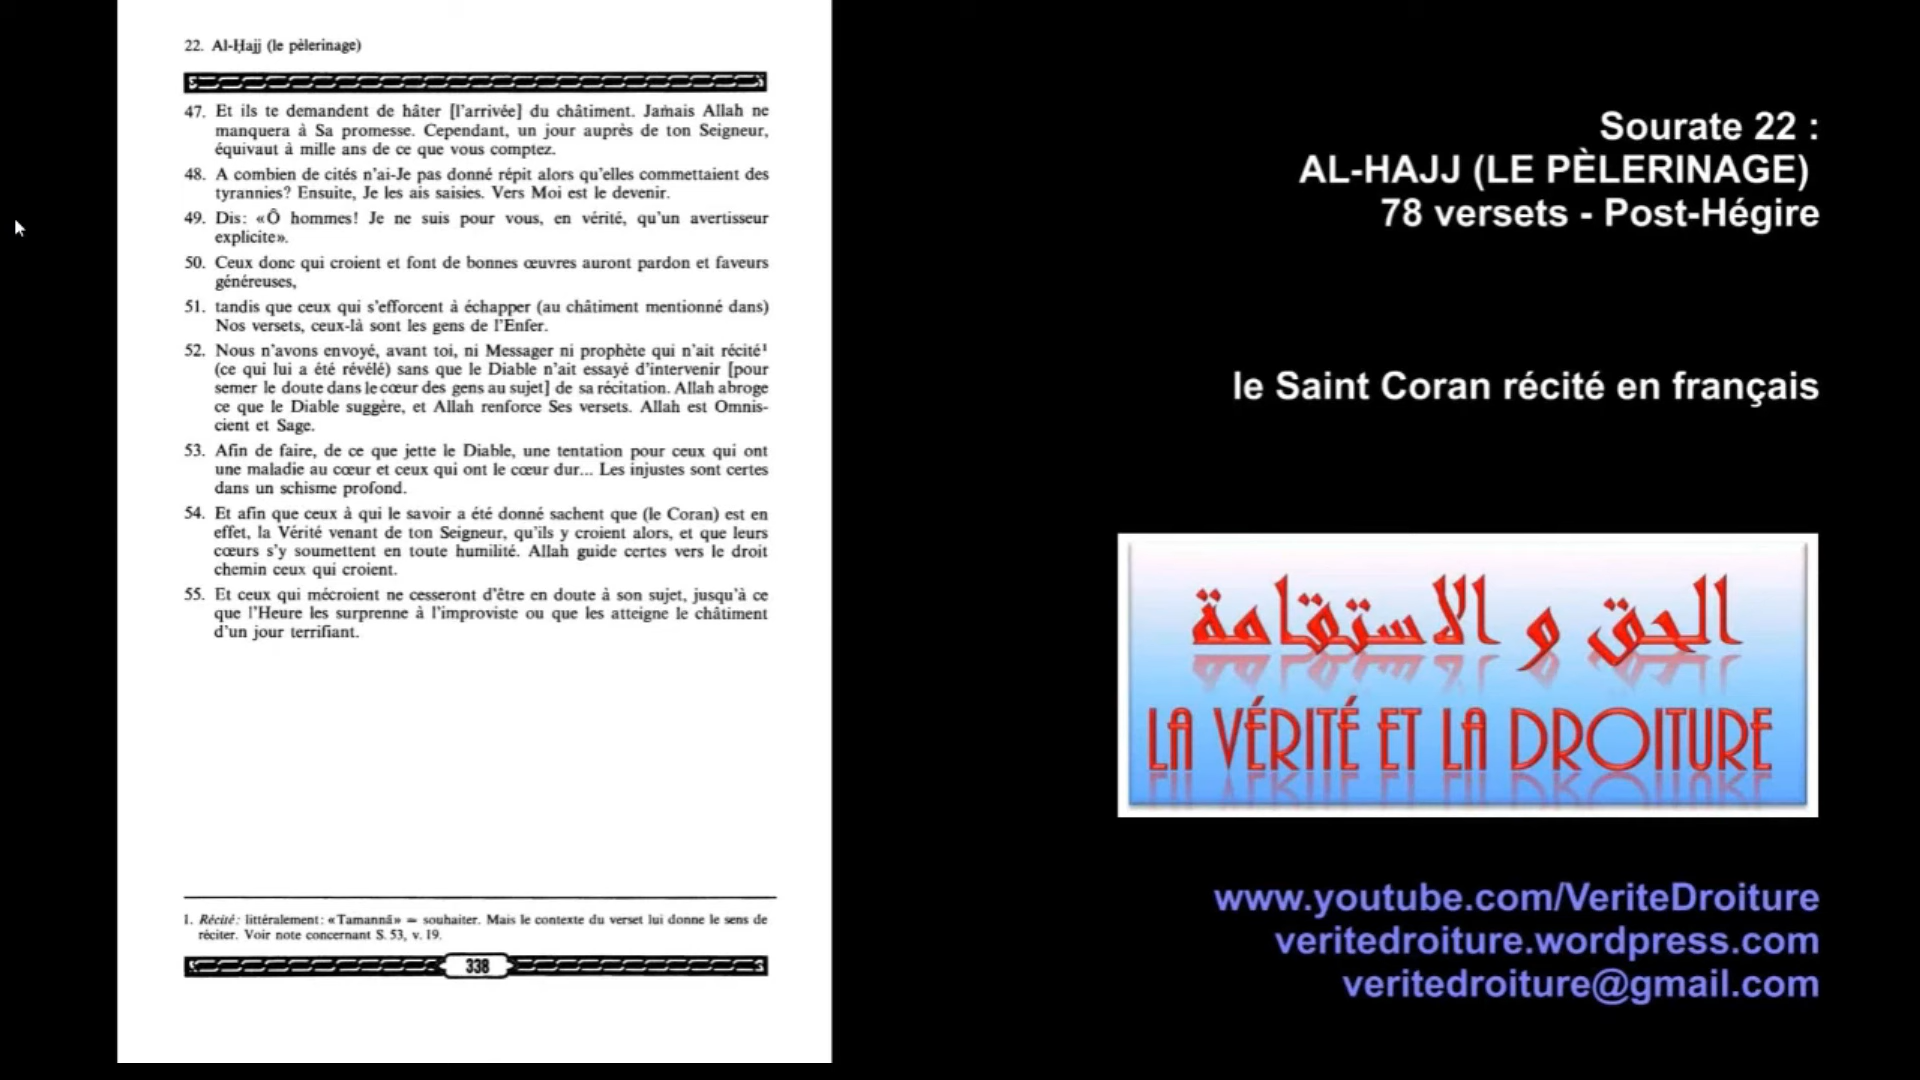 22. Al-Ḥajj (le pèlerinage)
47. Et ils te demandent de hâter [l'arrivée] du châtiment. Jamais Allah ne
manquera à Sa promesse. Cependant, un jour auprès de ton Seigneur,
équivaut à mille ans de ce que vous comptez.
48. A combien de cités n'ai-Je pas donné répit alors qu'elles commettaient des
tyrannies? Ensuite, Je les ais saisies. Vers Moi est le devenir.
49. Dis: «Ô hommes! Je ne suis pour vous, en vérité, qu'un avertisseur
explicite».
50. Ceux donc qui croient et font de bonnes œuvres auront pardon et faveurs
généreuses,
51. tandis que ceux qui s'efforcent à échapper (au châtiment mentionné dans)
Nos versets, ceux-là sont les gens de l'Enfer.
52. Nous n'avons envoyé, avant toi, ni Messager ni prophète qui n'ait récité¹
(ce qui lui a été révélé) sans que le Diable n'ait essayé d'intervenir [pour
semer le doute dans le cœur des gens au sujet] de sa récitation. Allah abroge
ce que le Diable suggère, et Allah renforce Ses versets. Allah est Omnis-
cient et Sage.
53. Afin de faire, de ce que jette le Diable, une tentation pour ceux qui ont
une maladie au cœur et ceux qui ont le cœur dur... Les injustes sont certes
dans un schisme profond.
54. Et afin que ceux à qui le savoir a été donné sachent que (le Coran) est en
effet, la Vérité venant de ton Seigneur, qu'ils y croient alors, et que leurs
cœurs s'y soumettent en toute humilité. Allah guide certes vers le droit
chemin ceux qui croient.
55. Et ceux qui mécroient ne cesseront d'être en doute à son sujet, jusqu'à ce
que l'Heure les surprenne à l'improviste ou que les atteigne le châtiment
d'un jour terrifiant.
1. Récité: littéralement: «Tamannā» = souhaiter. Mais le contexte du verset lui donne le sens de
réciter. Voir note concernant S. 53, v. 19.
338
Sourate 22 :
AL-HAJJ (LE PÈLERINAGE)
78 versets - Post-Hégire
le Saint Coran récité en français
الحق و الاستقامة
LA VÉRITÉ ET LA DROITURE
www.youtube.com/VeriteDroiture
veritedroiture.wordpress.com
veritedroiture@gmail.com